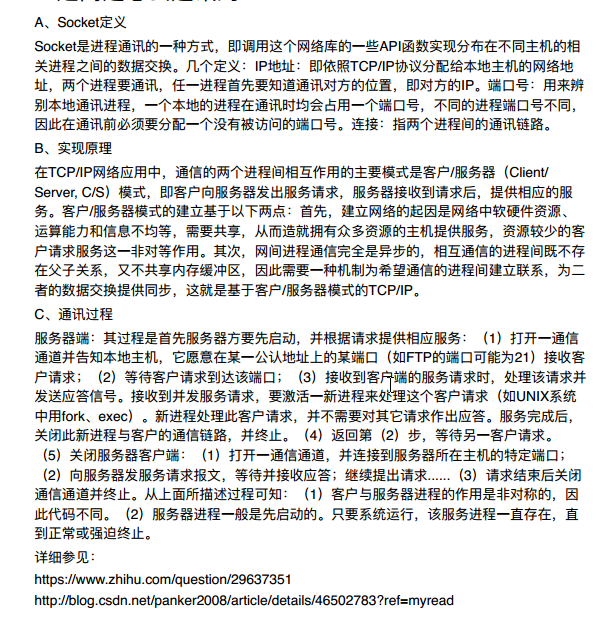 A、Socket定义
Socket是进程通讯的一种方式，即调用这个网络库的一些API函数实现分布在不同主机的相
关进程之间的数据交换。几个定义：IP地址：即依照TCP/IP协议分配给本地主机的网络地
址，两个进程要通讯，任一进程首先要知道通讯对方的位置，即对方的IP。端口号：用来辨
别本地通讯进程，一个本地的进程在通讯时均会占用一个端口号，不同的进程端口号不同，
因此在通讯前必须要分配一个没有被访问的端口号。连接：指两个进程间的通讯链路。
B、实现原理
在TCP/IP网络应用中，通信的两个进程间相互作用的主要模式是客户/服务器（Client/
Server, C/S）模式，即客户向服务器发出服务请求，服务器接收到请求后，提供相应的服
务。客户/服务器模式的建立基于以下两点：首先，建立网络的起因是网络中软硬件资源、
运算能力和信息不均等，需要共享，从而造就拥有众多资源的主机提供服务，资源较少的客
户请求服务这一非对等作用。其次，网间进程通信完全是异步的，相互通信的进程间既不存
在父子关系，又不共享内存缓冲区，因此需要一种机制为希望通信的进程间建立联系，为二
者的数据交换提供同步，这就是基于客户/服务器模式的TCP/IP。
C、通讯过程
服务器端：其过程是首先服务器方要先启动，并根据请求提供相应服务：（1）打开一通信
通道并告知本地主机，它愿意在某一公认地址上的某端口（如FTP的端口可能为21）接收客
户请求；（2）等待客户请求到达该端口；（3）接收到客户端的服务请求时，处理该请求并
发送应答信号。接收到并发服务请求，要激活一新进程来处理这个客户请求（如UNIX系统
中用fork、exec）。新进程处理此客户请求，并不需要对其它请求作出应答。服务完成后，
关闭此新进程与客户的通信链路，并终止。（4）返回第（2）步，等待另一客户请求。
（5）关闭服务器客户端：（1）打开一通信通道，并连接到服务器所在主机的特定端口；
（2）向服务器发服务请求报文，等待并接收应答；继续提出请求......（3）请求结束后关闭
通信通道并终止。从上面所描述过程可知：（1）客户与服务器进程的作用是非对称的，因
此代码不同。（2）服务器进程一般是先启动的。只要系统运行，该服务进程一直存在，直
到正常或强迫终止。
详细参见：
https://www.zhihu.com/question/29637351
http://blog.csdn.net/panker2008/article/details/46502783?ref=myread